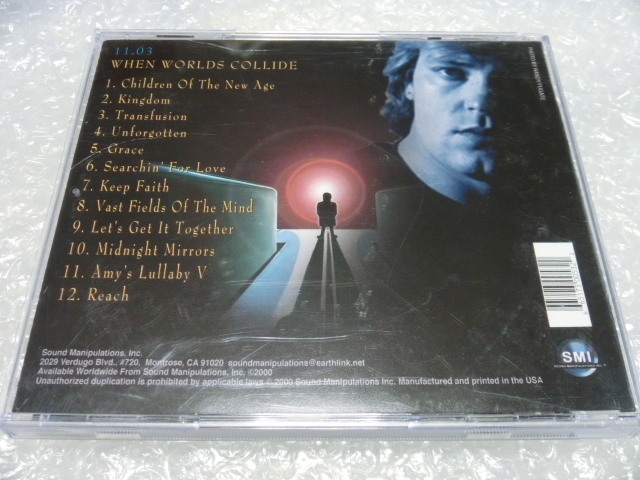 11.03
WHEN WORLDS COLLIDE
1. Children Of The New Age
2. Kingdom
3. Transfusion
4. Unforgotten
5. Grace
6. Searchin' For Love
7. Keep Faith
8. Vast Fields Of The Mind
9. Let's Get It Together
10. Midnight Mirrors
11. Amy's Lullaby V
12. Reach
SMI
Sound Manipulations, Inc.
2029 Verdugo Blvd., #720, Montrose, CA 91020 soundmanipulations@earthlink.net
Available Worldwide From Sound Manipulations, Inc. ©2000
Unauthorized duplication is prohibited by applicable laws © 2000 Sound Manipulations Inc. Manufactured and printed in the USA